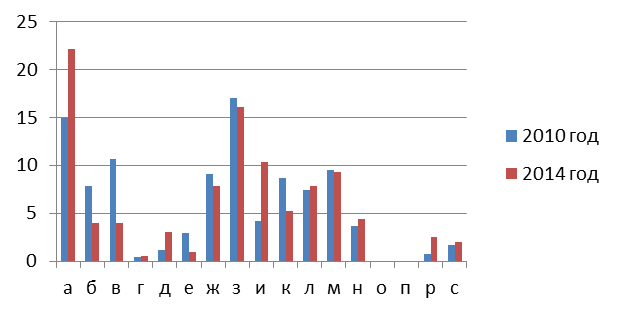 25
20
15
10
5
0
а б в г д е ж з и к л м н о п р с
2010 год
2014 год